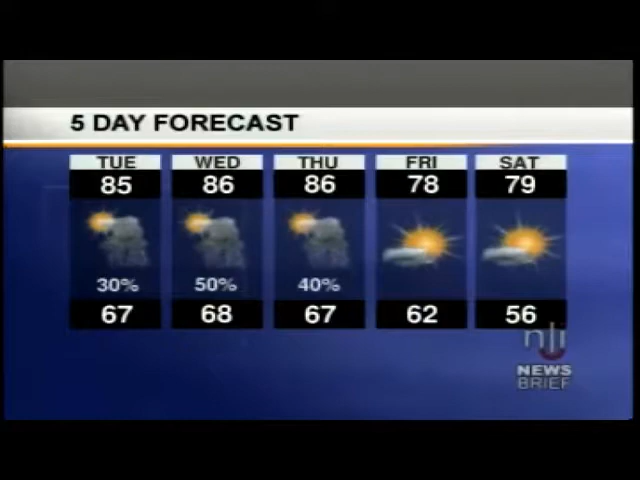 5 DAY FORECAST
TUE WED THU FRI SAT
85 86 86 78 79
30% 50% 40%
67 68 67 62 56
NEWS
BRIEF